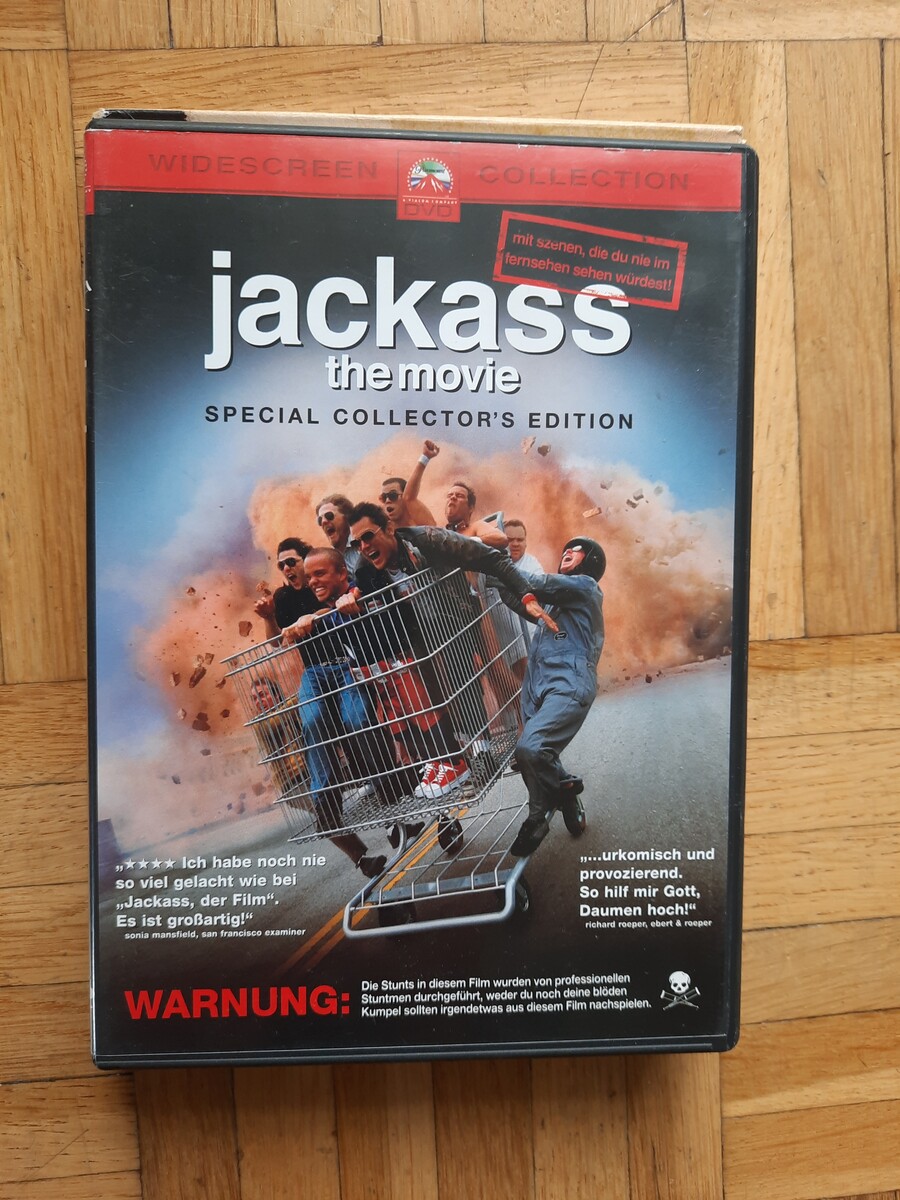 WIDESCREEN COLLECTION
DVD
mit szenen, die du nie im
fernsehen sehen würdest!
jackass
the movie
SPECIAL COLLECTOR'S EDITION
„★★★★ Ich habe noch nie
so viel gelacht wie bei
„Jackass, der Film“.
Es ist großartig!“
sonia mansfield, san francisco examiner
„...urkomisch und
provozierend.
So hilf mir Gott,
Daumen hoch!“
richard roeper, ebert & roeper
WARNUNG:
Die Stunts in diesem Film wurden von professionellen
Stuntmen durchgeführt, weder du noch deine blöden
Kumpel sollten irgendetwas aus diesem Film nachspielen.